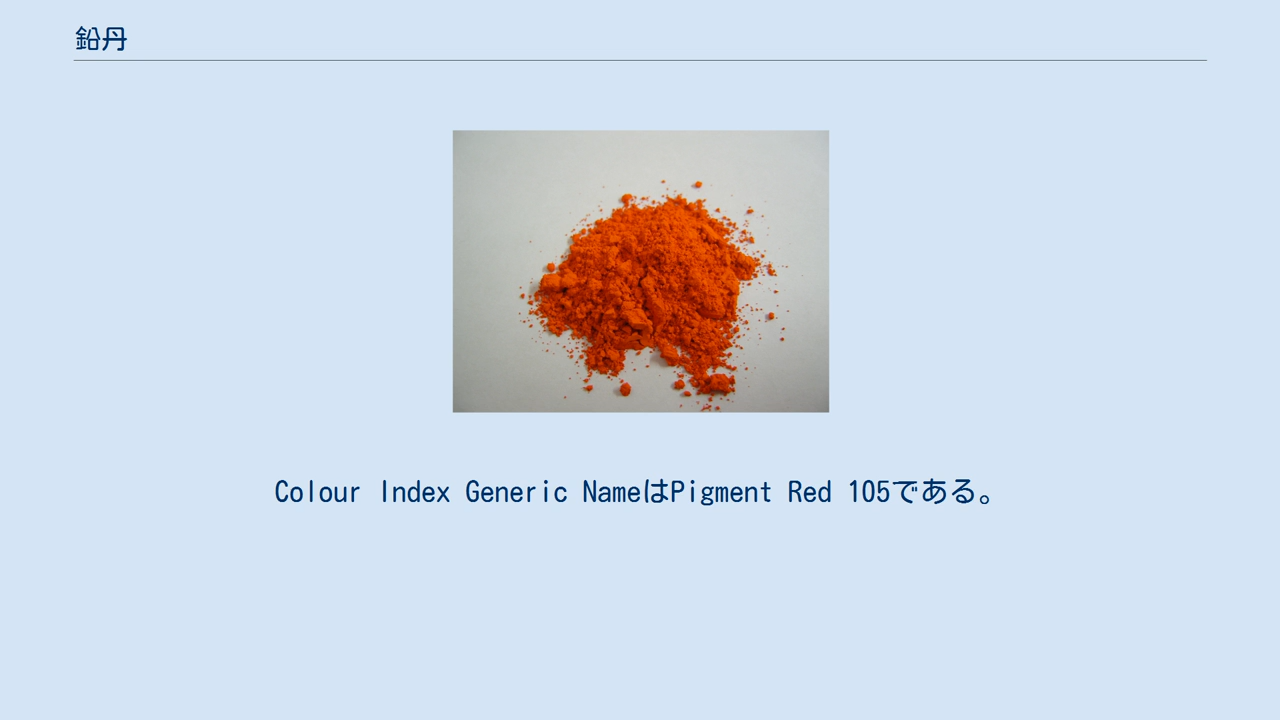 鉛丹
Colour Index Generic NameはPigment Red 105である。